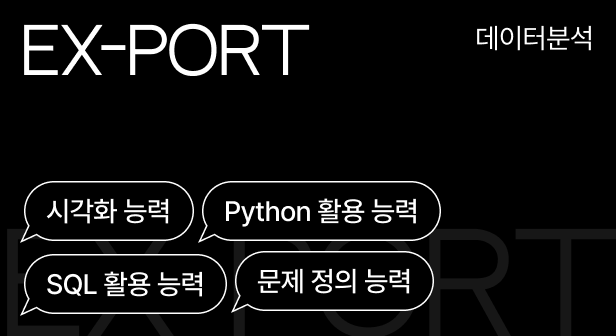 EX-PORT
데이터분석
시각화 능력
Python 활용 능력
SQL 활용 능력
문제 정의 능력
EX-PORT